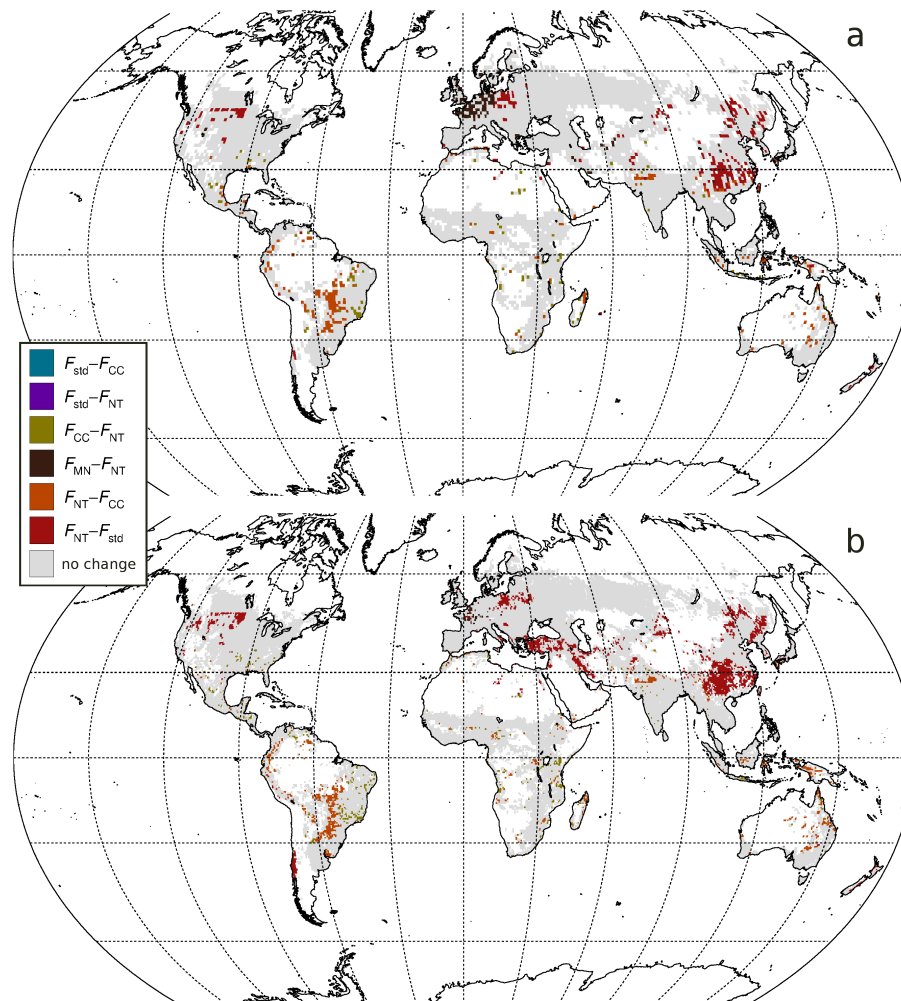 a
F_std–F_CC
F_std–F_NT
F_CC–F_NT
F_MN–F_NT
F_NT–F_CC
F_NT–F_std
no change
b